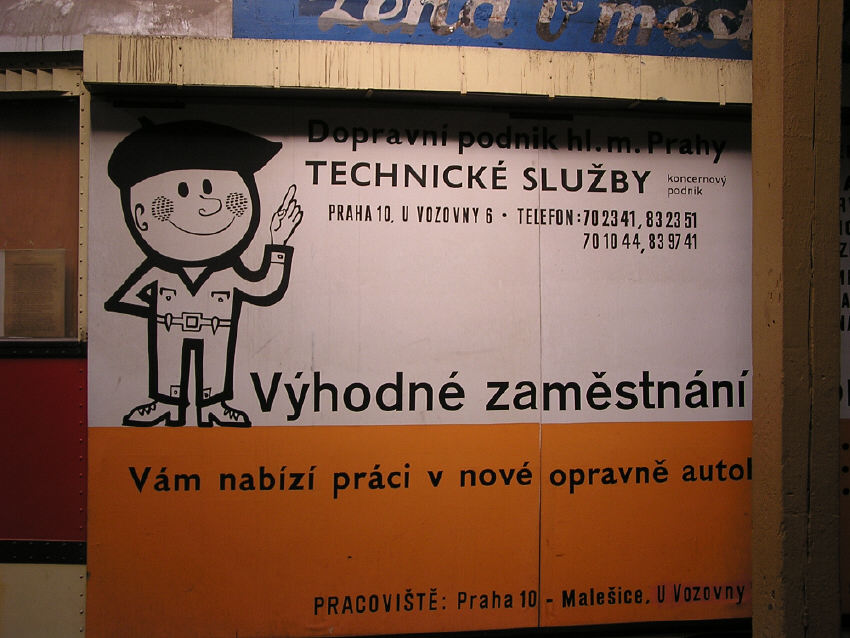 v měst
Dopravní podnik hl. m. Prahy
TECHNICKÉ SLUŽBY
koncernový
podnik
PRAHA 10, U VOZOVNY 6 • TELEFON: 70 23 41, 83 23 51
70 10 44, 83 97 41
Výhodné zaměstnání
Vám nabízí práci v nové opravně
PRACOVIŠTĚ: Praha 10 - Malešice, U Vozovny